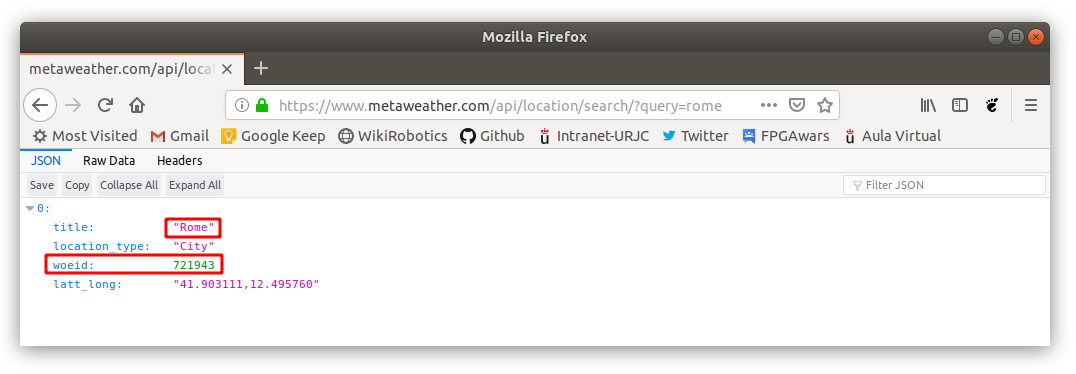 Mozilla Firefox
metaweather.com/api/locat
https://www.metaweather.com/api/location/search/?query=rome
Most Visited Gmail Google Keep WikiRobotics Github Intranet-URJC Twitter FPGAwars Aula Virtual
JSON Raw Data Headers
Save Copy Collapse All Expand All Filter JSON
0:
title: "Rome"
location_type: "City"
woeid: 721943
latt_long: "41.903111,12.495760"